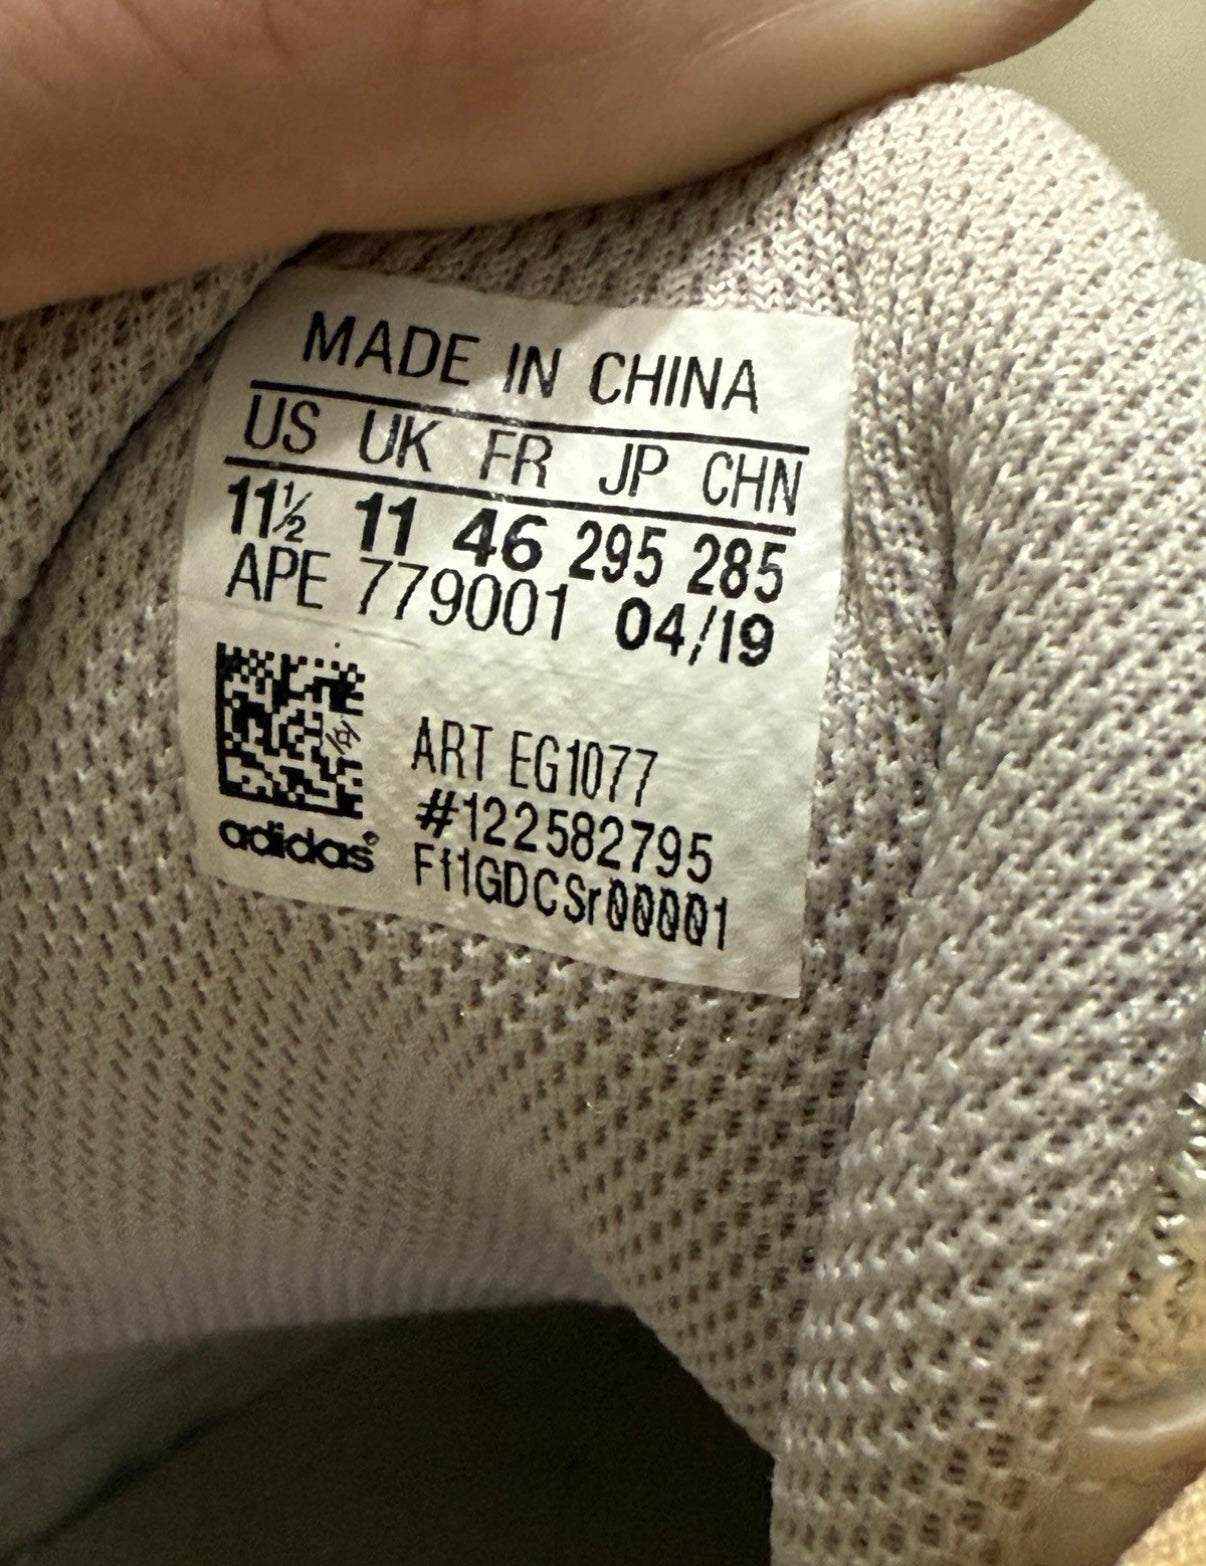 MADE IN CHINA
US UK FR JP CHN
11½ 11 46 295 285
APE 779001 04/19
ART EG1077
#122582795
Ff1GDCSr00001
adidas®